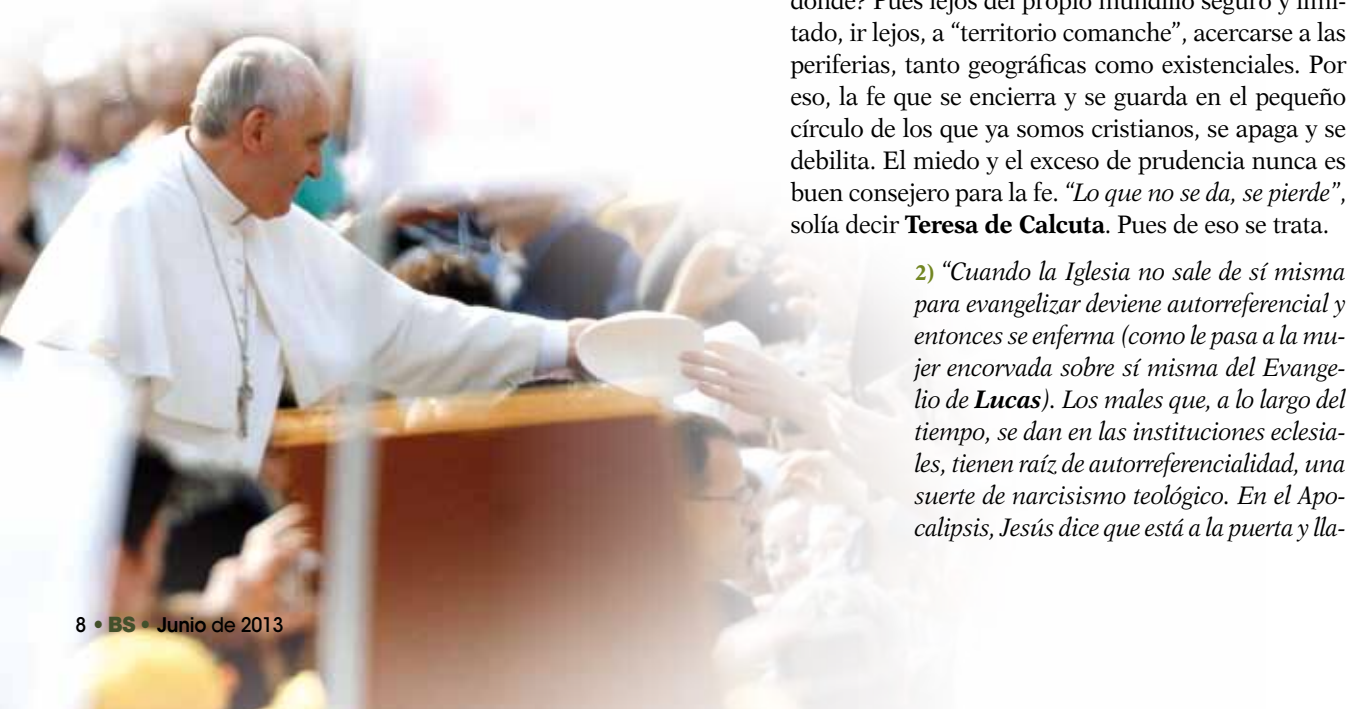 donde? Pues lejos del propio mundillo seguro y limi-
tado, ir lejos, a “territorio comanche”, acercarse a las
periferias, tanto geográficas como existenciales. Por
eso, la fe que se encierra y se guarda en el pequeño
círculo de los que ya somos cristianos, se apaga y se
debilita. El miedo y el exceso de prudencia nunca es
buen consejero para la fe. “Lo que no se da, se pierde”,
solía decir Teresa de Calcuta. Pues de eso se trata.
2) “Cuando la Iglesia no sale de sí misma
para evangelizar deviene autorreferencial y
entonces se enferma (como le pasa a la mu-
jer encorvada sobre sí misma del Evange-
lio de Lucas). Los males que, a lo largo del
tiempo, se dan en las instituciones eclesia-
les, tienen raíz de autorreferencialidad, una
suerte de narcisismo teológico. En el Apo-
calipsis, Jesús dice que está a la puerta y lla-
8 • BS • Junio de 2013